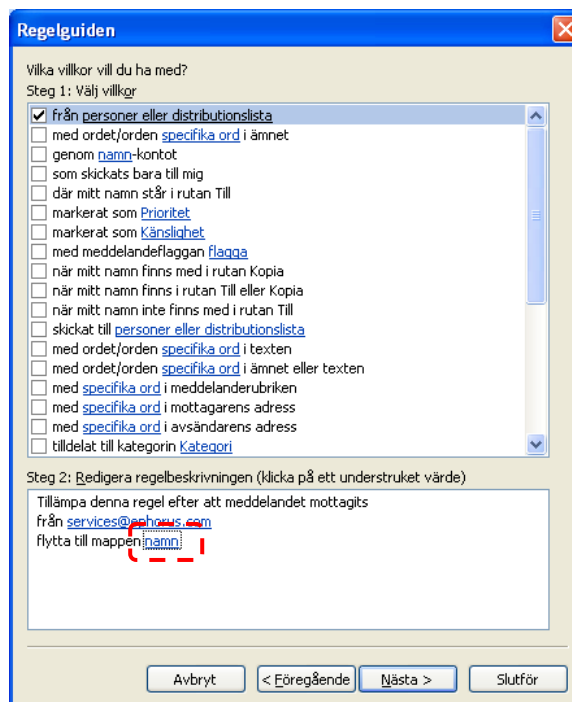 Regelguiden
Vilka villkor vill du ha med?
Steg 1: Välj villkor
från personer eller distributionslista
med ordet/orden specifika ord i ämnet
genom namn-kontot
som skickats bara till mig
där mitt namn står i rutan Till
markerat som Prioritet
markerat som Känslighet
med meddelandeflaggan flagga
när mitt namn finns med i rutan Kopia
när mitt namn finns i rutan Till eller Kopia
när mitt namn inte finns med i rutan Till
skickat till personer eller distributionslista
med ordet/orden specifika ord i texten
med ordet/orden specifika ord i ämnet eller texten
med specifika ord i meddelanderubriken
med specifika ord i mottagarens adress
med specifika ord i avsändarens adress
tilldelat till kategorin Kategori
Steg 2: Redigera regelbeskrivningen (klicka på ett understruket värde)
Tillämpa denna regel efter att meddelandet mottagits
från services@ephorus.com
flytta till mappen namn
Avbryt < Föregående Nästa > Slutför